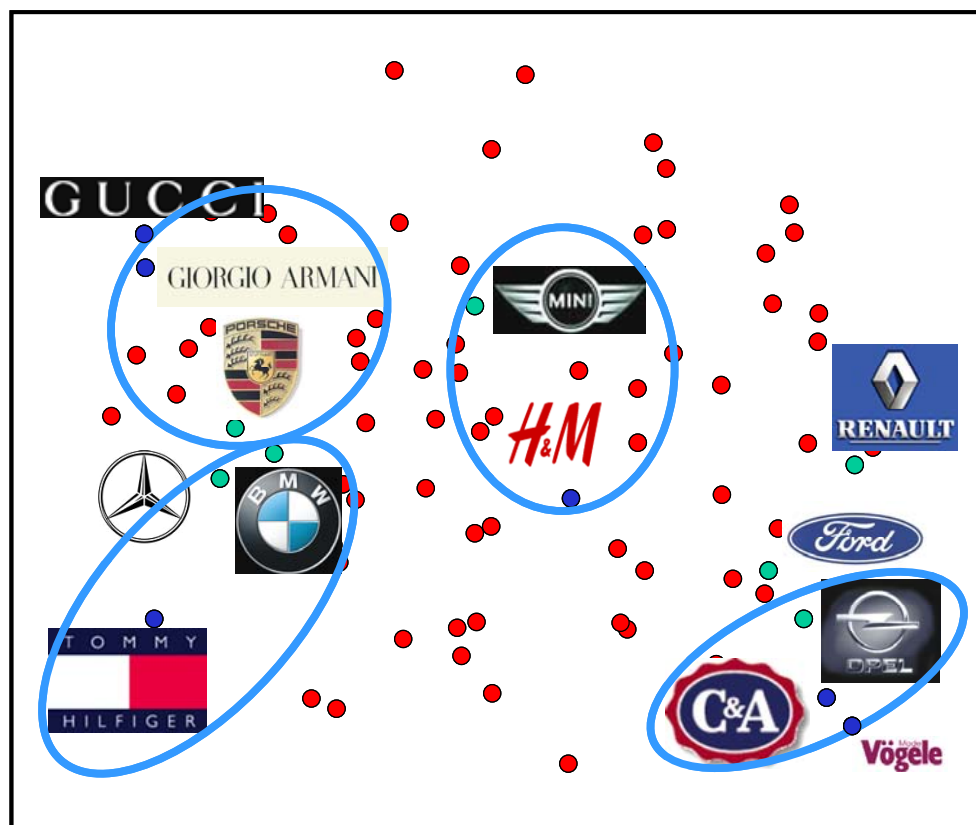 GUCCI
GIORGIO ARMANI
PORSCHE
MINI
RENAULT
H&M
BMW
Ford
OPEL
TOMMY
HILFIGER
C&A
Mode
Vögele